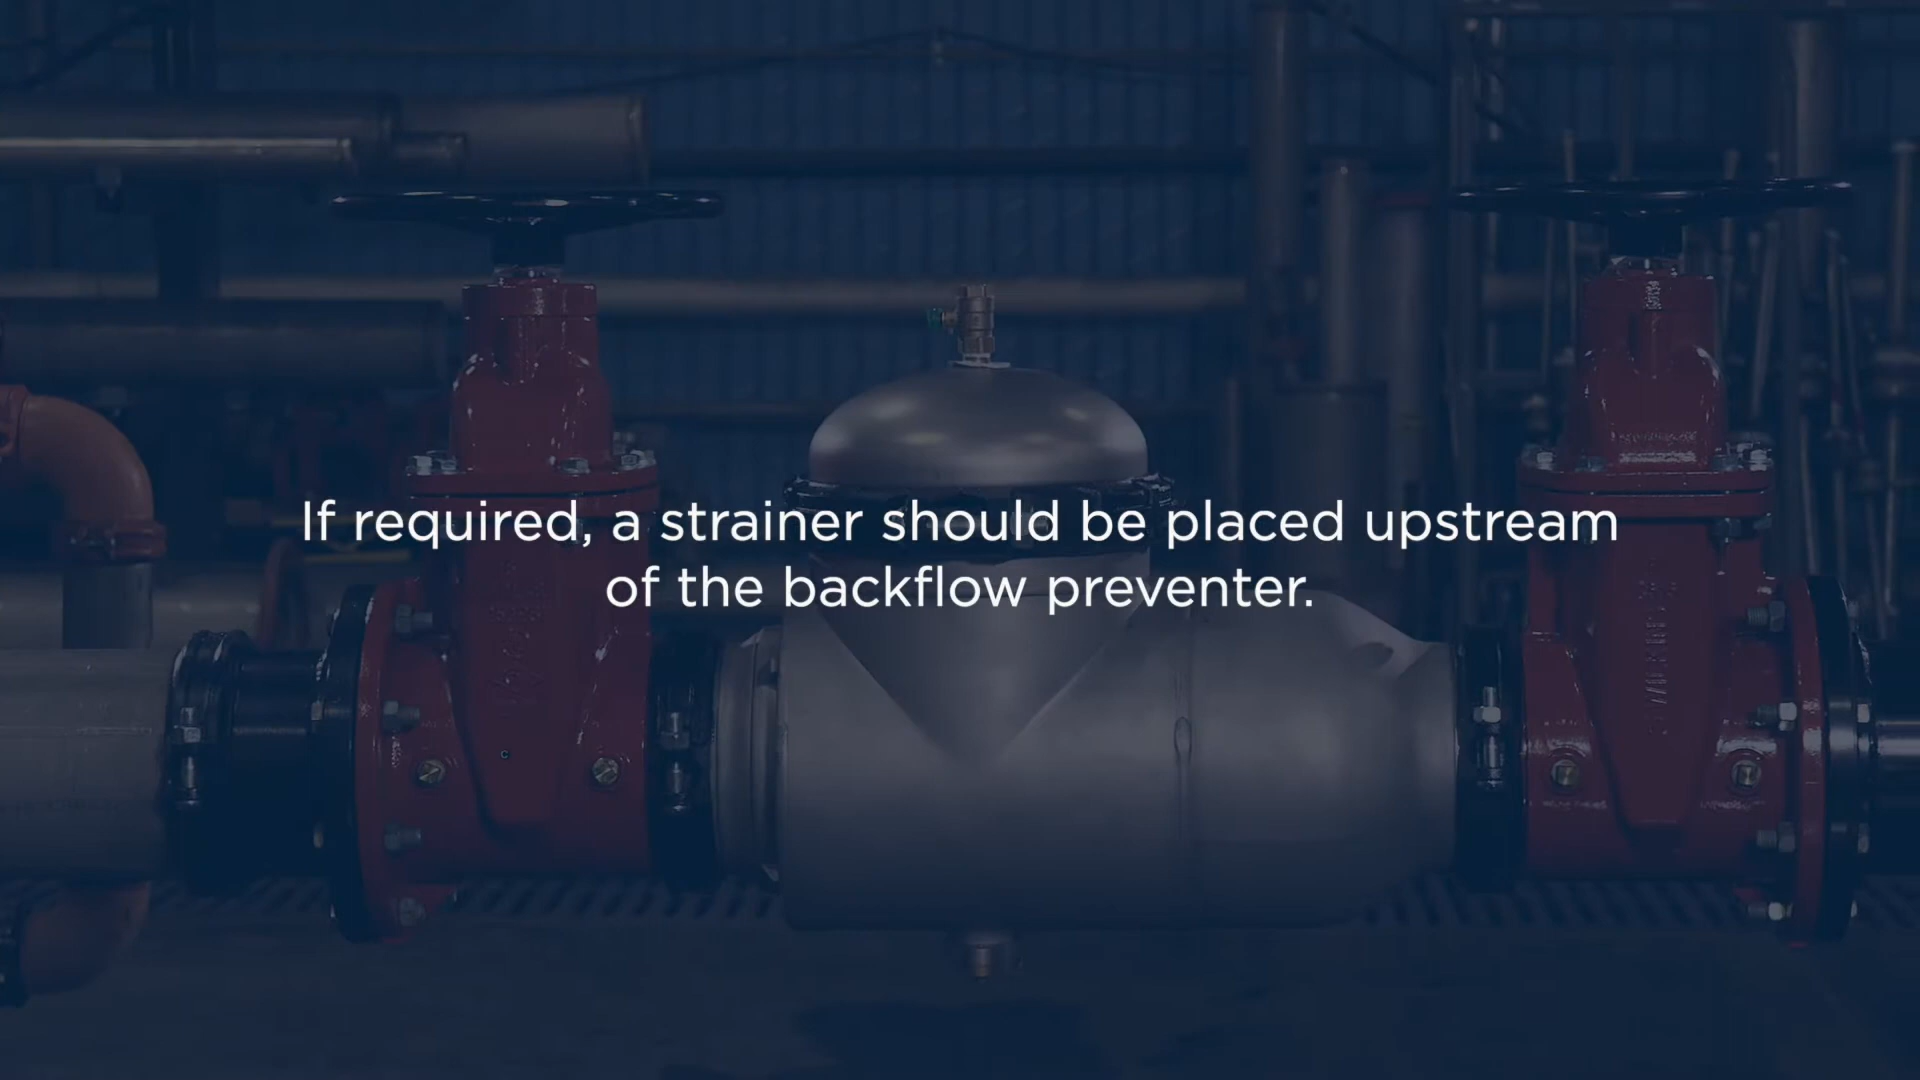 If required, a strainer should be placed upstream
of the backflow preventer.